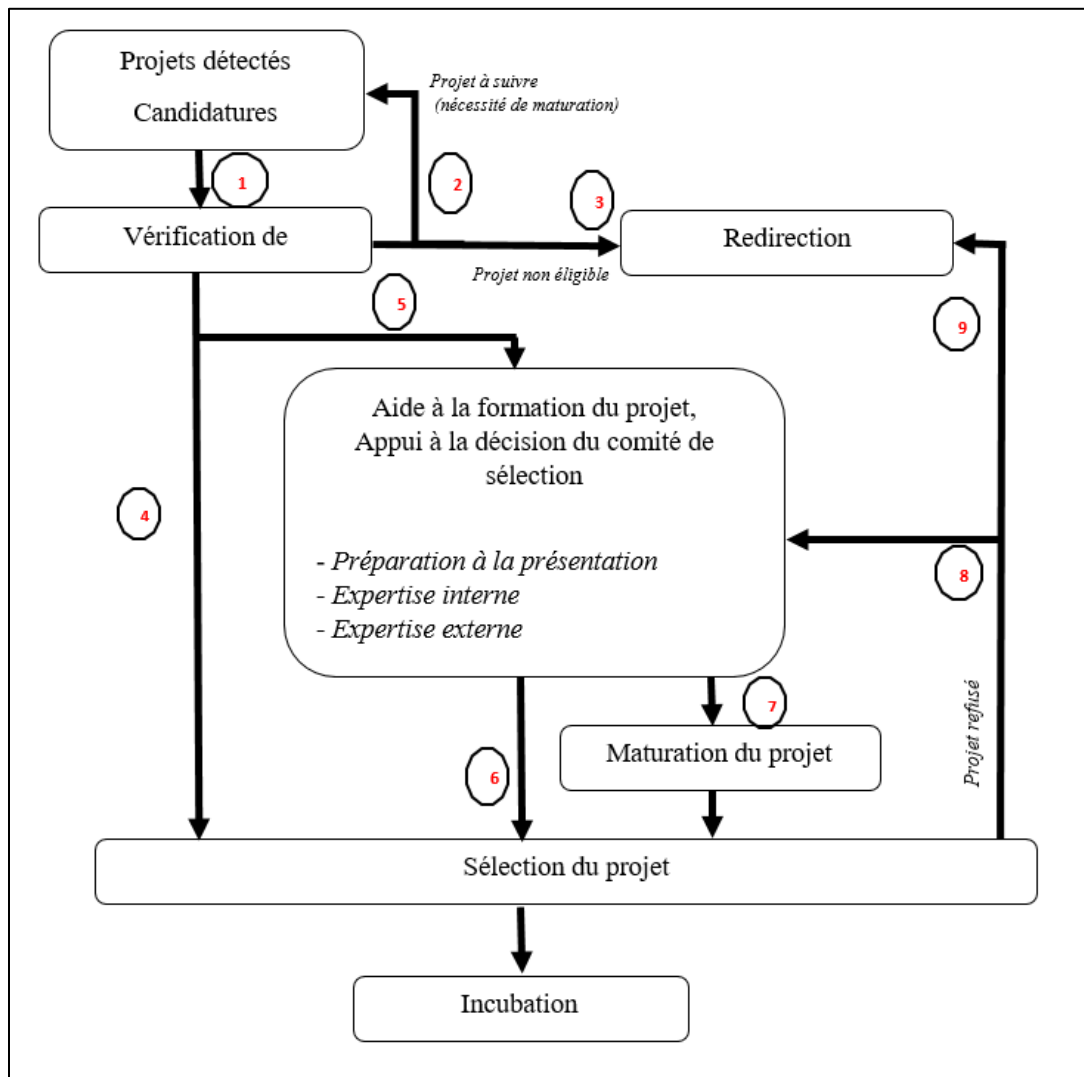 Projets détectés
Candidatures
Projet à suivre
(nécessité de maturation)
1
2
3
Vérification de
Redirection
Projet non éligible
5
9
Aide à la formation du projet,
Appui à la décision du comité de
sélection
4
- Préparation à la présentation
- Expertise interne
- Expertise externe
8
7
Projet refusé
Maturation du projet
6
Sélection du projet
Incubation